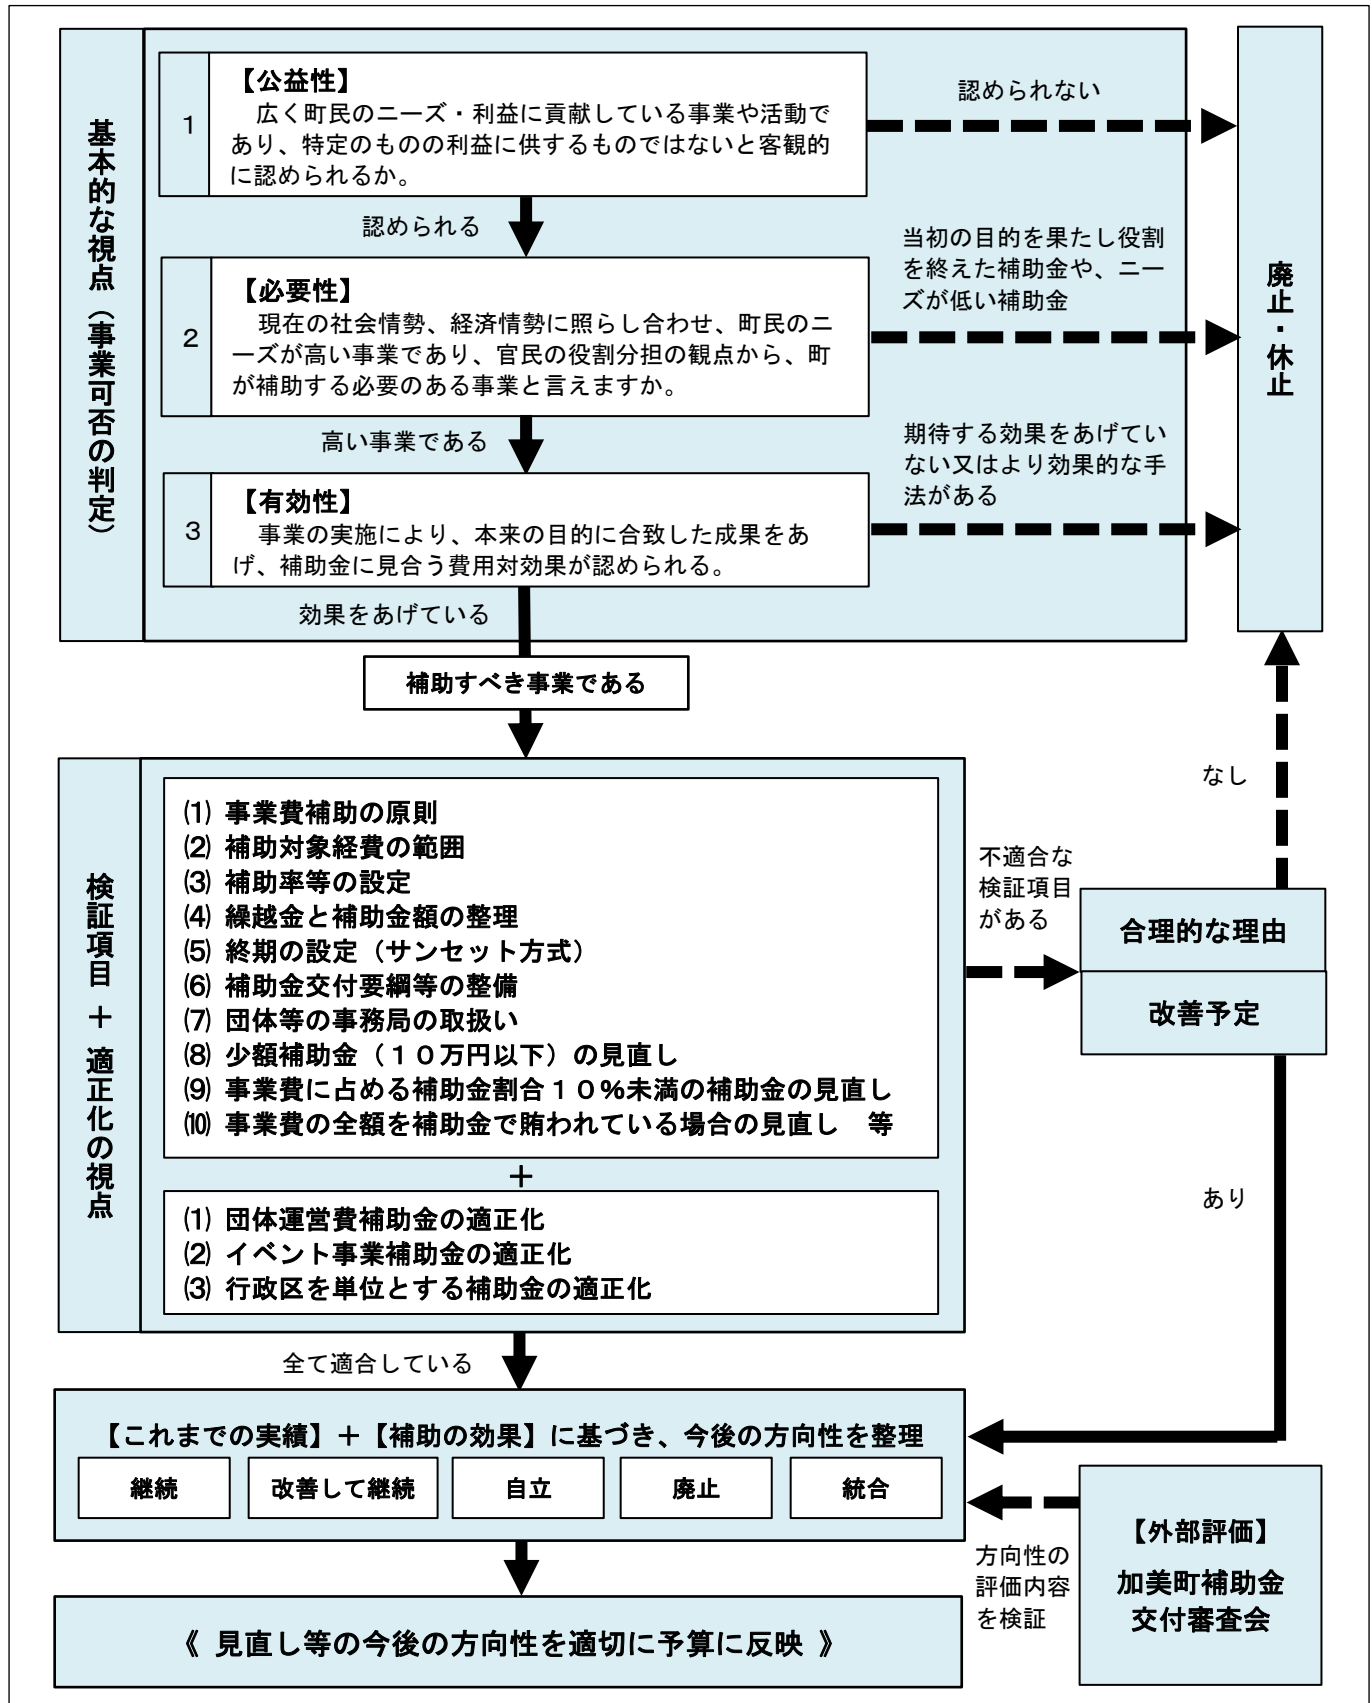 基本的な視点（事業可否の判定）
1
【公益性】
広く町民のニーズ・利益に貢献している事業や活動で
あり、特定のものの利益に供するものではないと客観的
に認められるか。
認められない
認められる
2
【必要性】
現在の社会情勢、経済情勢に照らし合わせ、町民のニ
ーズが高い事業であり、官民の役割分担の観点から、町
が補助する必要のある事業と言えますか。
当初の目的を果たし役割
を終えた補助金や、ニー
ズが低い補助金
高い事業である
3
【有効性】
事業の実施により、本来の目的に合致した成果をあ
げ、補助金に見合う費用対効果が認められる。
期待する効果をあげてい
ない又はより効果的な手
法がある
効果をあげている
廃止・休止
補助すべき事業である
検証項目＋適正化の視点
⑴ 事業費補助の原則
⑵ 補助対象経費の範囲
⑶ 補助率等の設定
⑷ 繰越金と補助金額の整理
⑸ 終期の設定（サンセット方式）
⑹ 補助金交付要綱等の整備
⑺ 団体等の事務局の取扱い
⑻ 少額補助金（１０万円以下）の見直し
⑼ 事業費に占める補助金割合１０％未満の補助金の見直し
⑽ 事業費の全額を補助金で賄われている場合の見直し　等
＋
⑴ 団体運営費補助金の適正化
⑵ イベント事業補助金の適正化
⑶ 行政区を単位とする補助金の適正化
不適合な
検証項目
がある
なし
合理的な理由
改善予定
あり
全て適合している
【これまでの実績】＋【補助の効果】に基づき、今後の方向性を整理
継続
改善して継続
自立
廃止
統合
方向性の
評価内容
を検証
【外部評価】
加美町補助金
交付審査会
《 見直し等の今後の方向性を適切に予算に反映 》